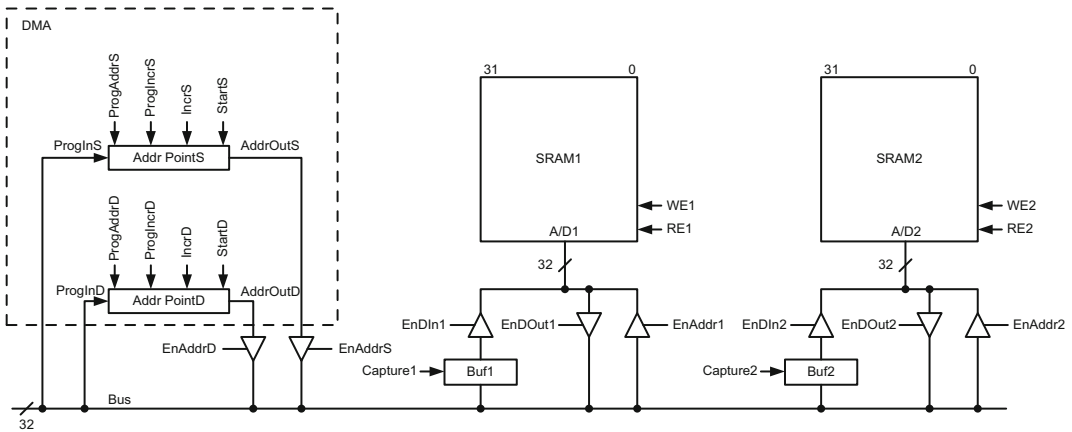 DMA
ProgAddrS
ProgIncrS
IncrS
StartS
ProgInS
Addr PointS
AddrOutS
ProgAddrD
ProgIncrD
IncrD
StartD
ProgInD
Addr PointD
AddrOutD
EnAddrD
EnAddrS
Bus
32
31
0
SRAM1
WE1
RE1
A/D1
32
EnDIn1
EnDOut1
EnAddr1
Capture1
Buf1
31
0
SRAM2
WE2
RE2
A/D2
32
EnDIn2
EnDOut2
EnAddr2
Capture2
Buf2